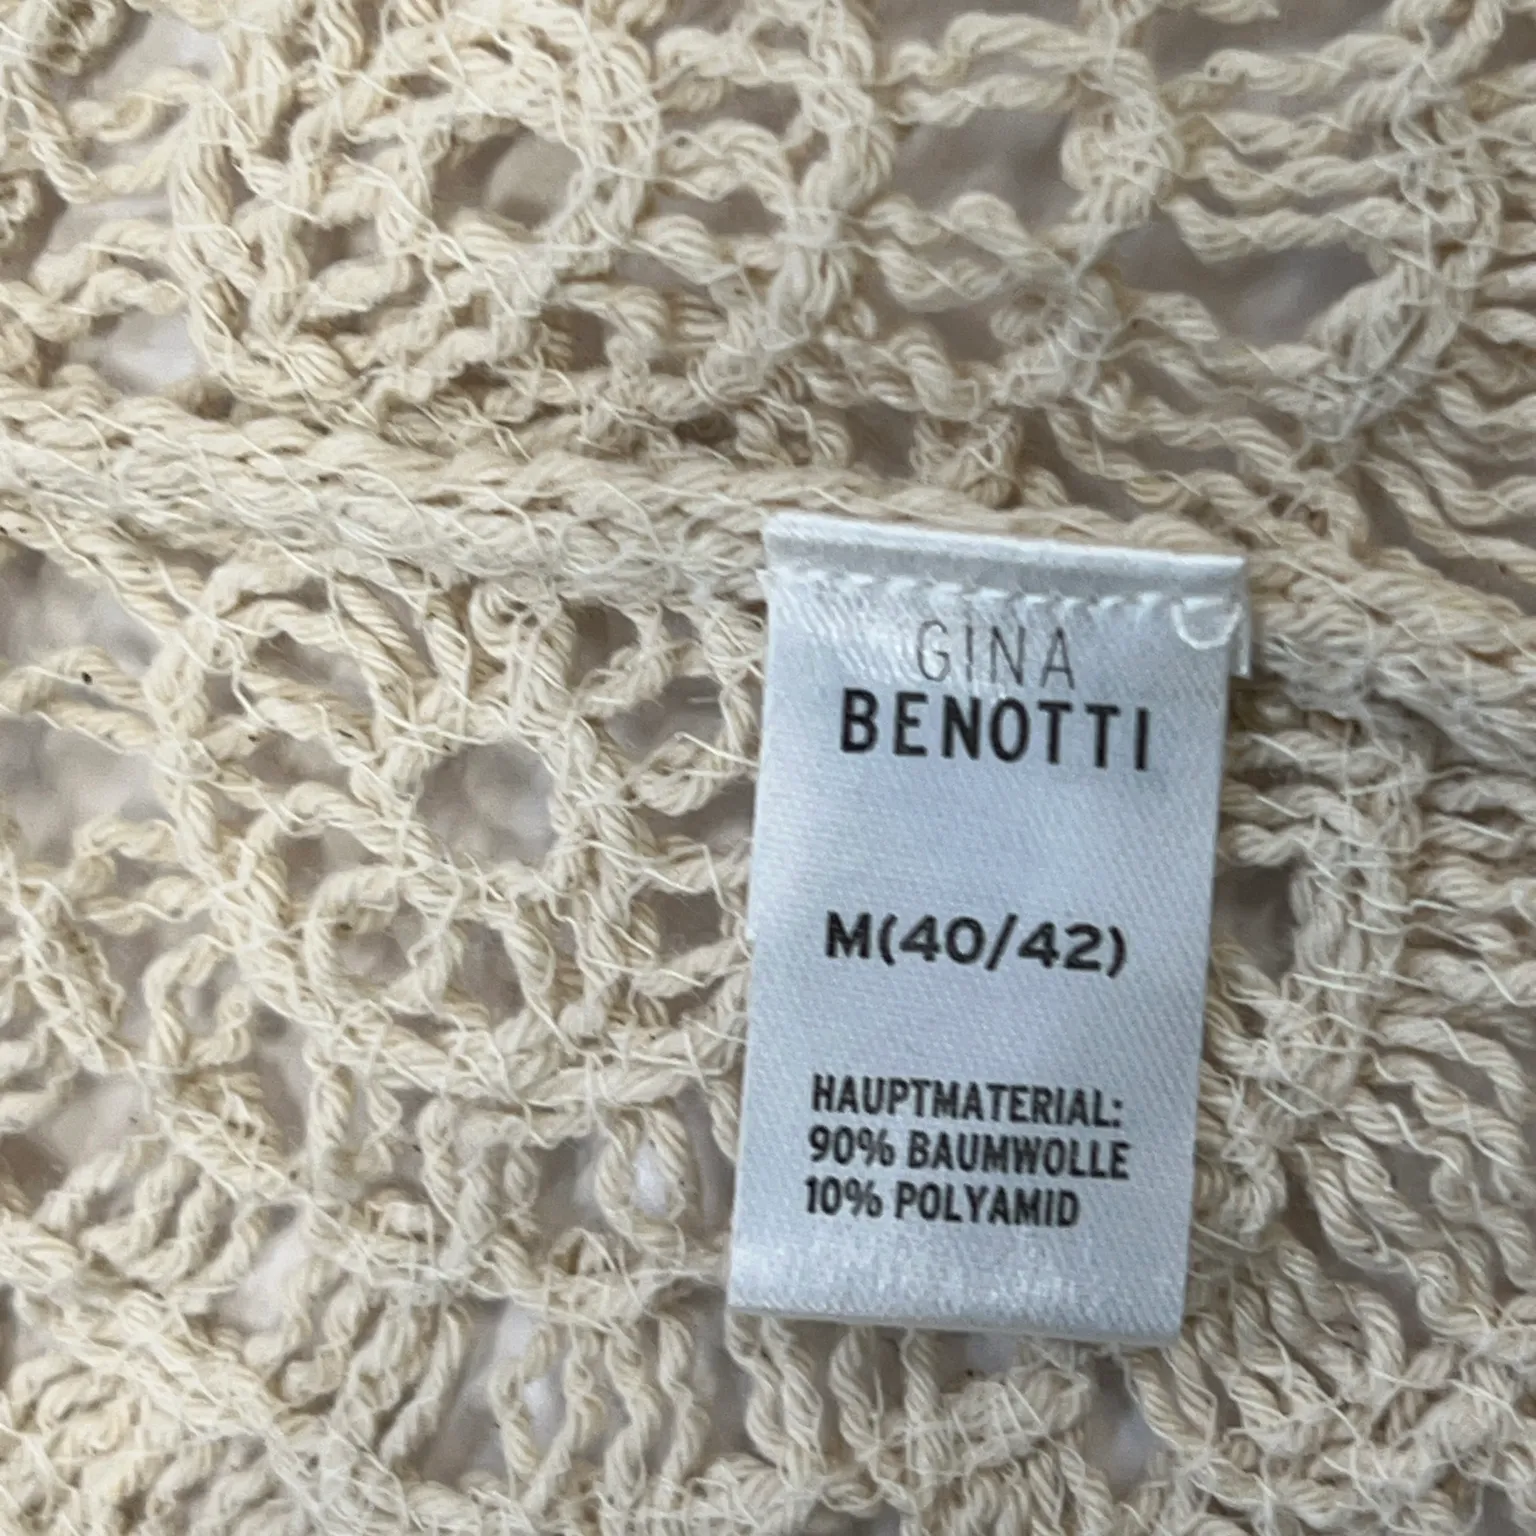 GINA
BENOTTI
M(40/42)
HAUPTMATERIAL:
90% BAUMWOLLE
10% POLYAMID